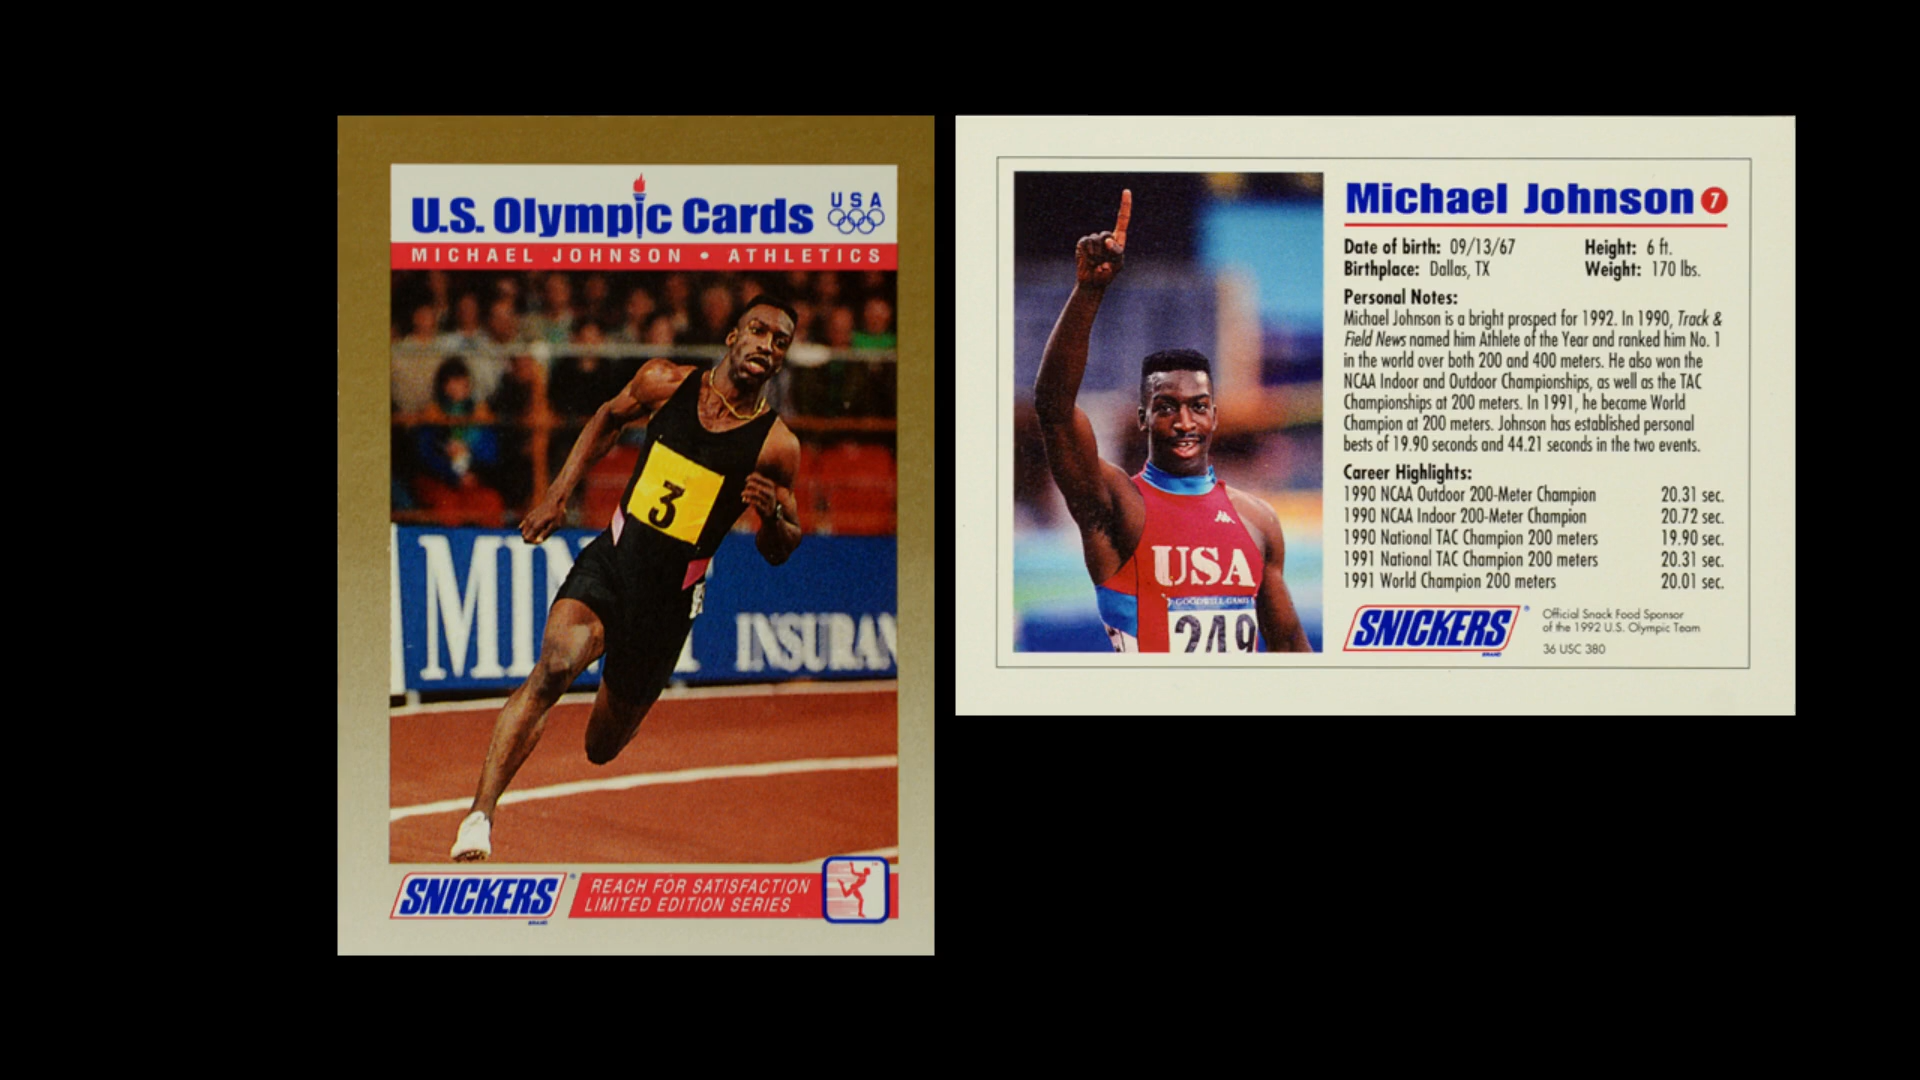 U.S. Olympic Cards
USA
MICHAEL JOHNSON • ATHLETICS
3
INSURAN
SNICKERS®
BRAND
REACH FOR SATISFACTION
LIMITED EDITION SERIES
Michael Johnson 7
Date of birth: 09/13/67 Height: 6 ft.
Birthplace: Dallas, TX Weight: 170 lbs.
Personal Notes:
Michael Johnson is a bright prospect for 1992. In 1990, Track &
Field News named him Athlete of the Year and ranked him No. 1
in the world over both 200 and 400 meters. He also won the
NCAA Indoor and Outdoor Championships, as well as the TAC
Championships at 200 meters. In 1991, he became World
Champion at 200 meters. Johnson has established personal
bests of 19.90 seconds and 44.21 seconds in the two events.
Career Highlights:
1990 NCAA Outdoor 200-Meter Champion 20.31 sec.
1990 NCAA Indoor 200-Meter Champion 20.72 sec.
1990 National TAC Champion 200 meters 19.90 sec.
1991 National TAC Champion 200 meters 20.31 sec.
1991 World Champion 200 meters 20.01 sec.
SNICKERS®
BRAND
Official Snack Food Sponsor
of the 1992 U.S. Olympic Team
36 USC 380
USA
GOODWILL GAMES
249